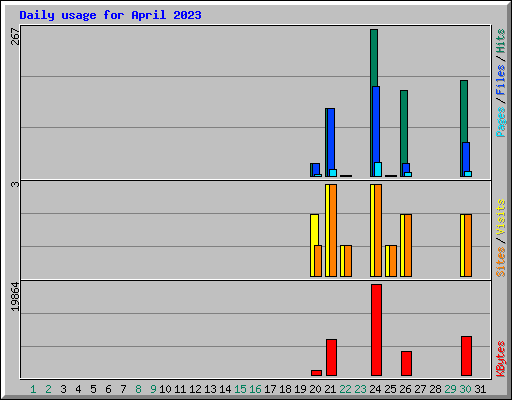 Daily usage for April 2023
267
Pages / Files / Hits
3
Sites / Visits
19864
KBytes
1 2 3 4 5 6 7 8 9 10 11 12 13 14 15 16 17 18 19 20 21 22 23 24 25 26 27 28 29 30 31